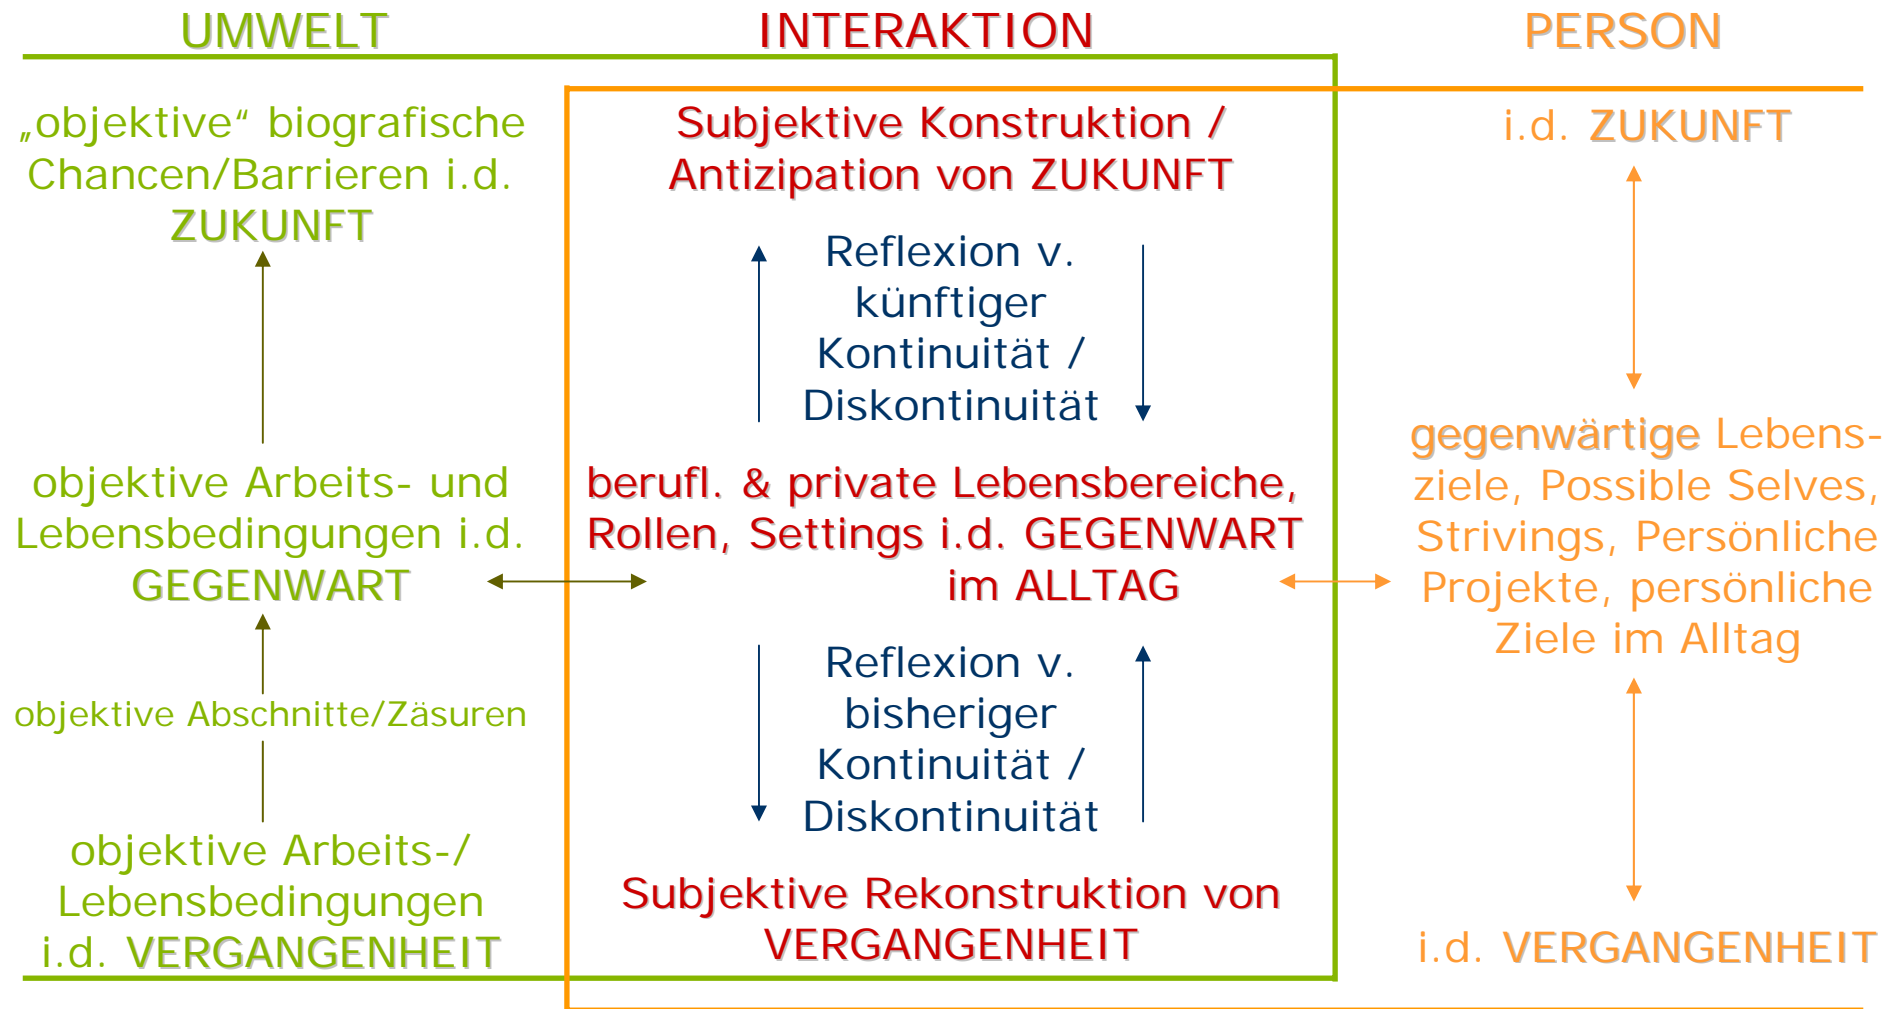 UMWELT
INTERAKTION
PERSON
„objektive“ biografische
Chancen/Barrieren i.d.
ZUKUNFT
objektive Arbeits- und
Lebensbedingungen i.d.
GEGENWART
objektive Abschnitte/Zäsuren
objektive Arbeits-/
Lebensbedingungen
i.d. VERGANGENHEIT
Subjektive Konstruktion /
Antizipation von ZUKUNFT
Reflexion v.
künftiger
Kontinuität /
Diskontinuität
berufl. & private Lebensbereiche,
Rollen, Settings i.d. GEGENWART
im ALLTAG
Reflexion v.
bisheriger
Kontinuität /
Diskontinuität
Subjektive Rekonstruktion von
VERGANGENHEIT
i.d. ZUKUNFT
gegenwärtige Lebens-
ziele, Possible Selves,
Strivings, Persönliche
Projekte, persönliche
Ziele im Alltag
i.d. VERGANGENHEIT